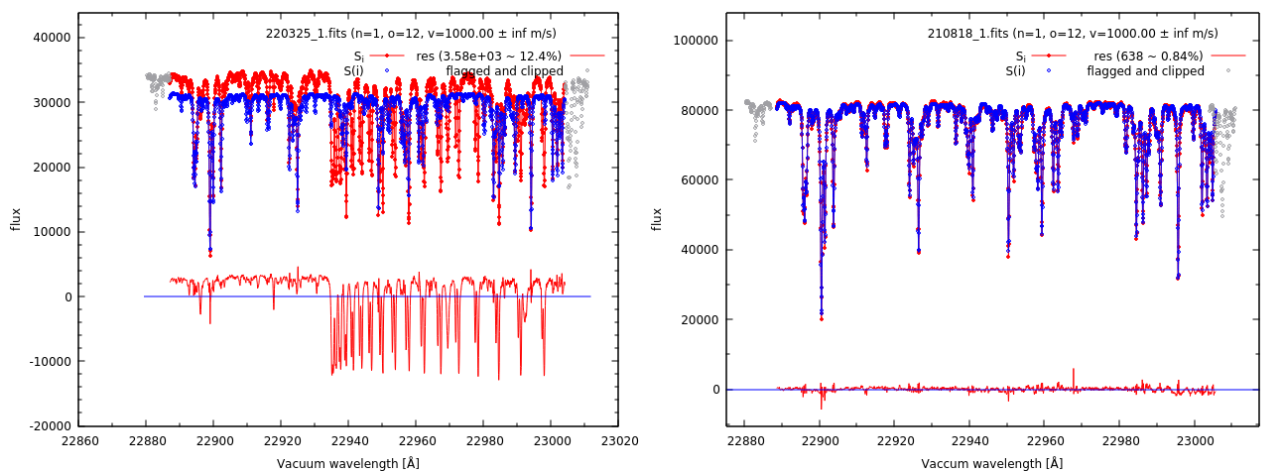 220325_1.fits (n=1, o=12, v=1000.00 ± inf m/s)
Sᵢ res (3.58e+03 ~ 12.4%)
S(i) flagged and clipped
40000
30000
20000
10000
0
-10000
-20000
flux
22860 22880 22900 22920 22940 22960 22980 23000 23020
Vacuum wavelength [Å]
210818_1.fits (n=1, o=12, v=1000.00 ± inf m/s)
Sᵢ res (638 ~ 0.84%)
S(i) flagged and clipped
100000
80000
60000
40000
20000
0
flux
22880 22900 22920 22940 22960 22980 23000
Vaccum wavelength [Å]